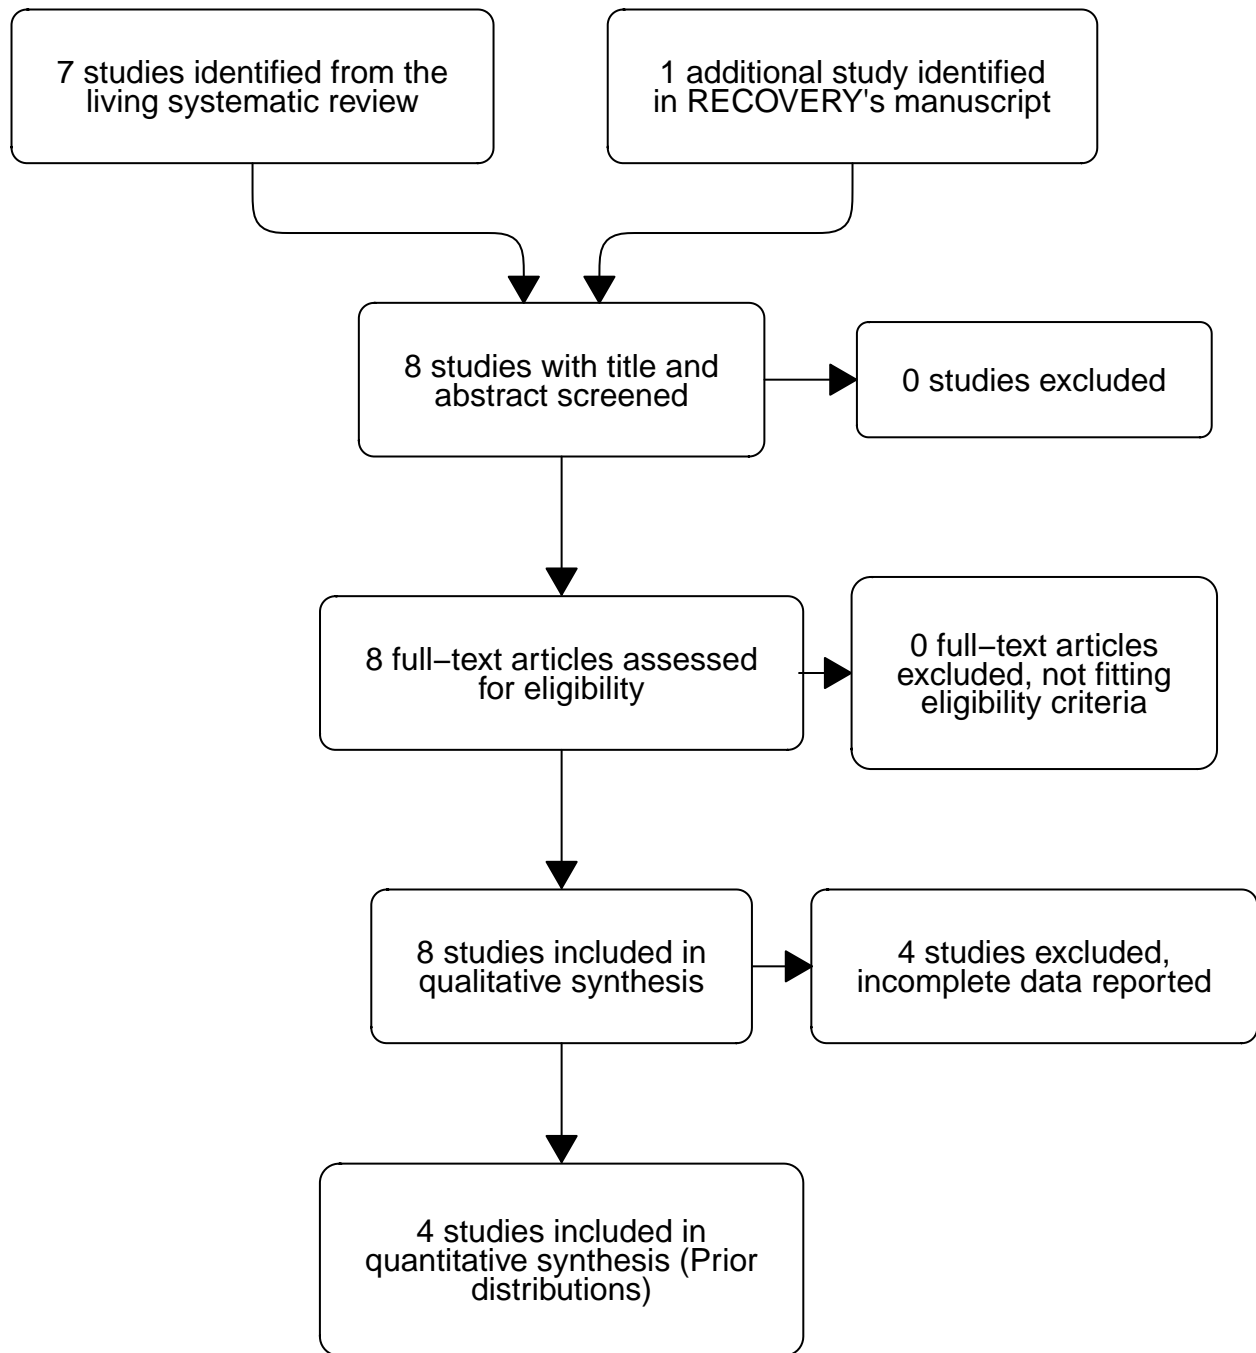 7 studies identified from the
living systematic review
1 additional study identified
in RECOVERY's manuscript
8 studies with title and
abstract screened
0 studies excluded
8 full−text articles assessed
for eligibility
0 full−text articles
excluded, not fitting
eligibility criteria
8 studies included in
qualitative synthesis
4 studies excluded,
incomplete data reported
4 studies included in
quantitative synthesis (Prior
distributions)